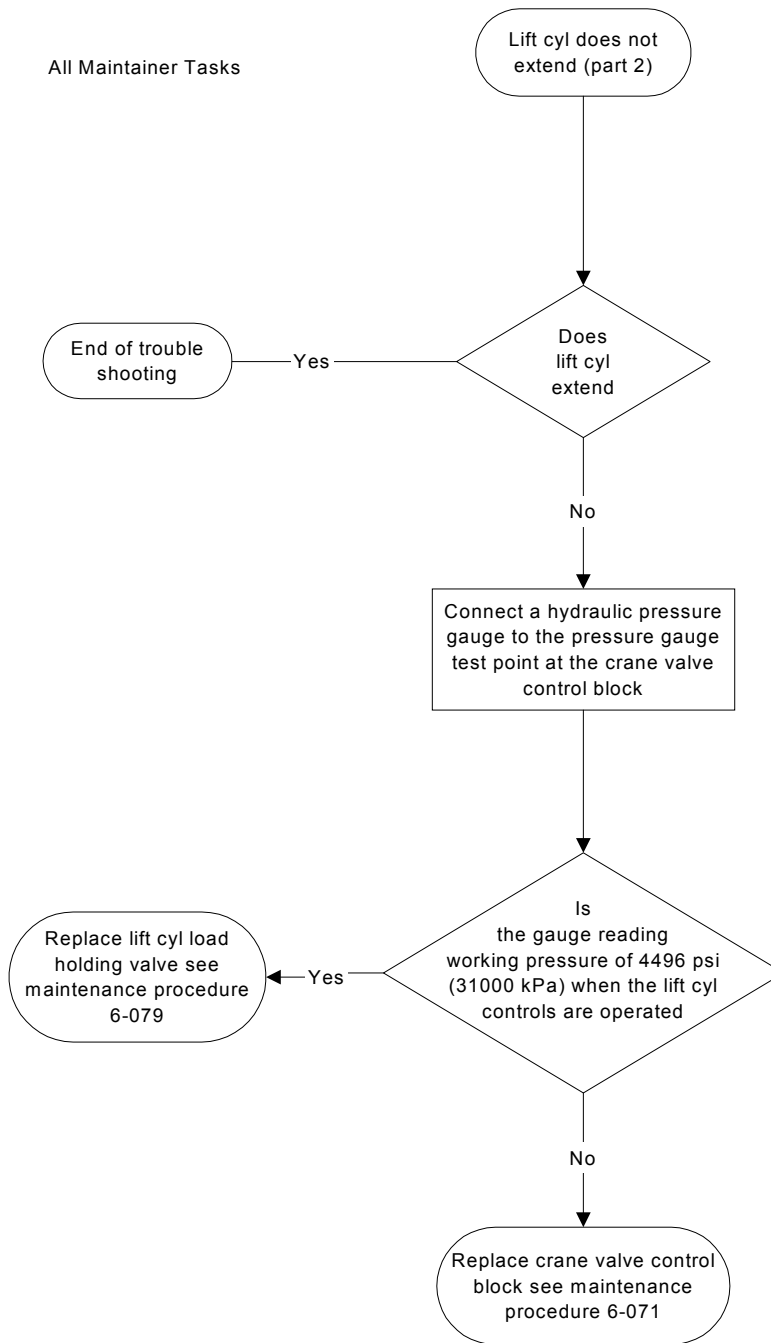 All Maintainer Tasks
Lift cyl does not
extend (part 2)
Does
lift cyl
extend
Yes
End of trouble
shooting
No
Connect a hydraulic pressure
gauge to the pressure gauge
test point at the crane valve
control block
Is
the gauge reading
working pressure of 4496 psi
(31000 kPa) when the lift cyl
controls are operated
Yes
Replace lift cyl load
holding valve see
maintenance procedure
6-079
No
Replace crane valve control
block see maintenance
procedure 6-071